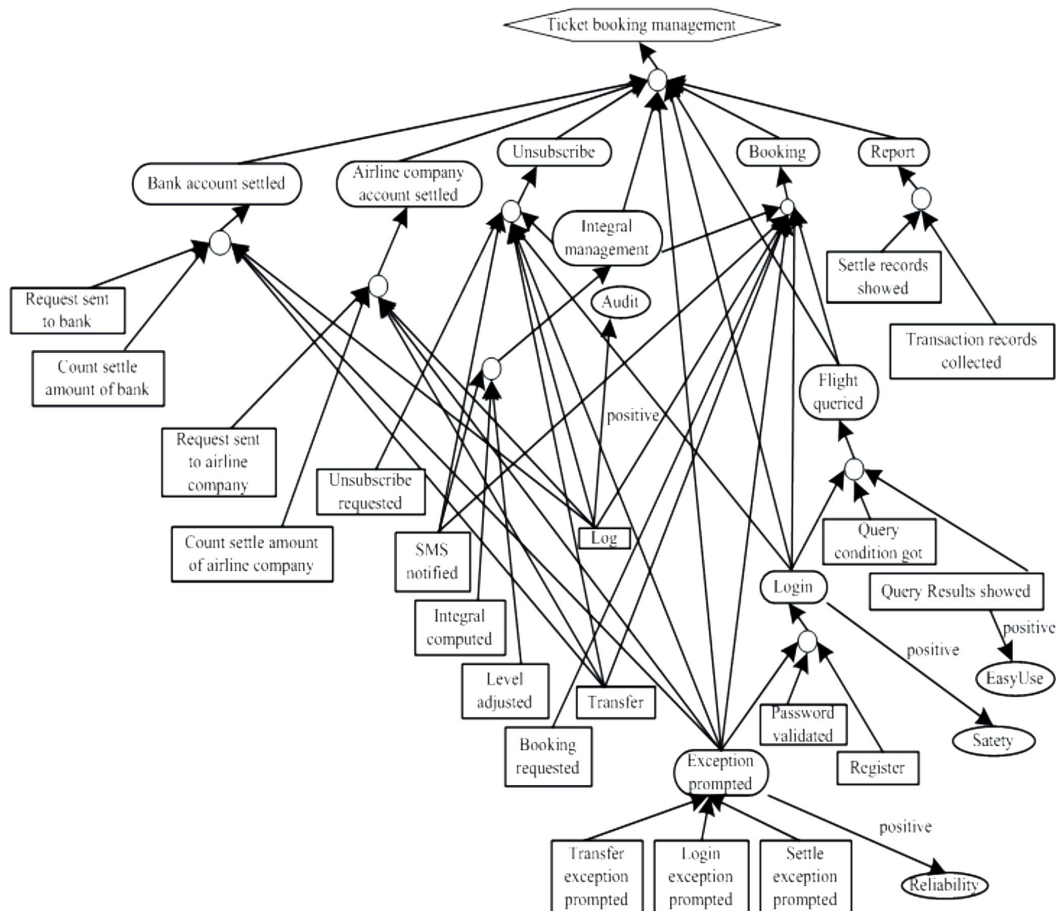 Ticket booking management
Unsubscribe
Booking
Report
Bank account settled
Airline company
account settled
Integral
management
Settle records
showed
Audit
Request sent
to bank
Transaction records
collected
Count settle
amount of bank
Flight
queried
positive
Request sent
to airline
company
Unsubscribe
requested
Count settle amount
of airline company
SMS
notified
Log
Query
condition got
Login
Query Results showed
Integral
computed
positive
positive
EasyUse
Level
adjusted
Transfer
Password
validated
Satety
Booking
requested
Exception
prompted
Register
positive
Transfer
exception
prompted
Login
exception
prompted
Settle
exception
prompted
Reliability